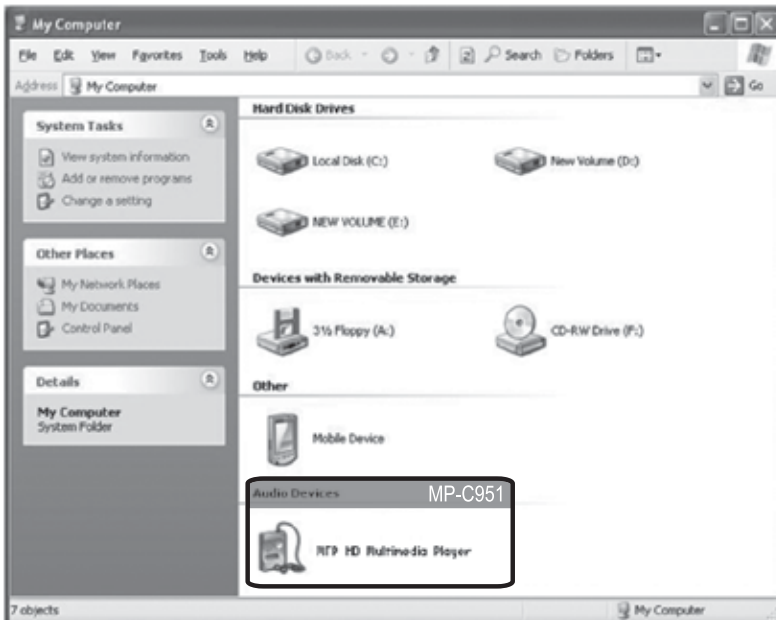 My Computer
File Edit View Favorites Tools Help Back Search Folders
Address My Computer Go
System Tasks
View system information
Add or remove programs
Change a setting
Other Places
My Network Places
My Documents
Control Panel
Details
My Computer
System Folder
Hard Disk Drives
Local Disk (C:)
New Volume (D:)
NEW VOLUME (E:)
Devices with Removable Storage
3½ Floppy (A:)
CD-RW Drive (F:)
Other
Mobile Device
Audio Devices MP-C951
MTP HD Multimedia Player
7 objects
My Computer